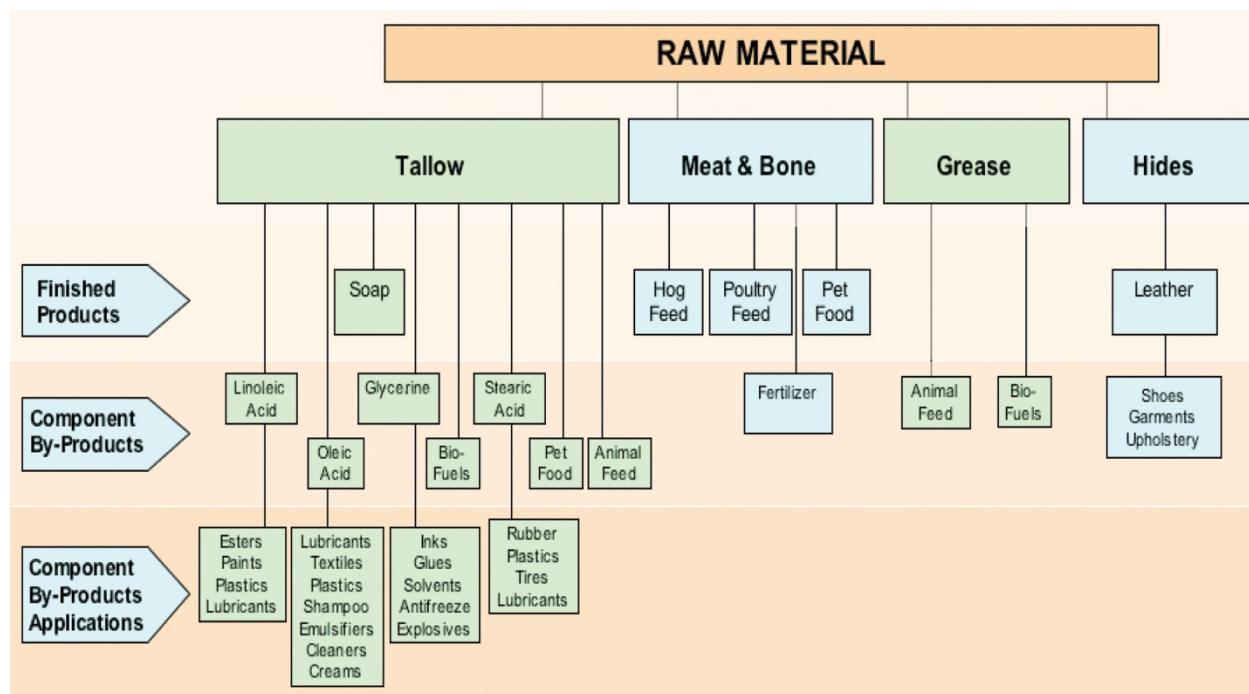 RAW MATERIAL
Tallow
Meat & Bone
Grease
Hides
Finished
Products
Soap
Hog
Feed
Poultry
Feed
Pet
Food
Leather
Component
By-Products
Linoleic
Acid
Oleic
Acid
Glycerine
Bio-
Fuels
Stearic
Acid
Pet
Food
Animal
Feed
Fertilizer
Animal
Feed
Bio-
Fuels
Shoes
Garments
Upholstery
Component
By-Products
Applications
Esters
Paints
Plastics
Lubricants
Lubricants
Textiles
Plastics
Shampoo
Emulsifiers
Cleaners
Creams
Inks
Glues
Solvents
Antifreeze
Explosives
Rubber
Plastics
Tires
Lubricants